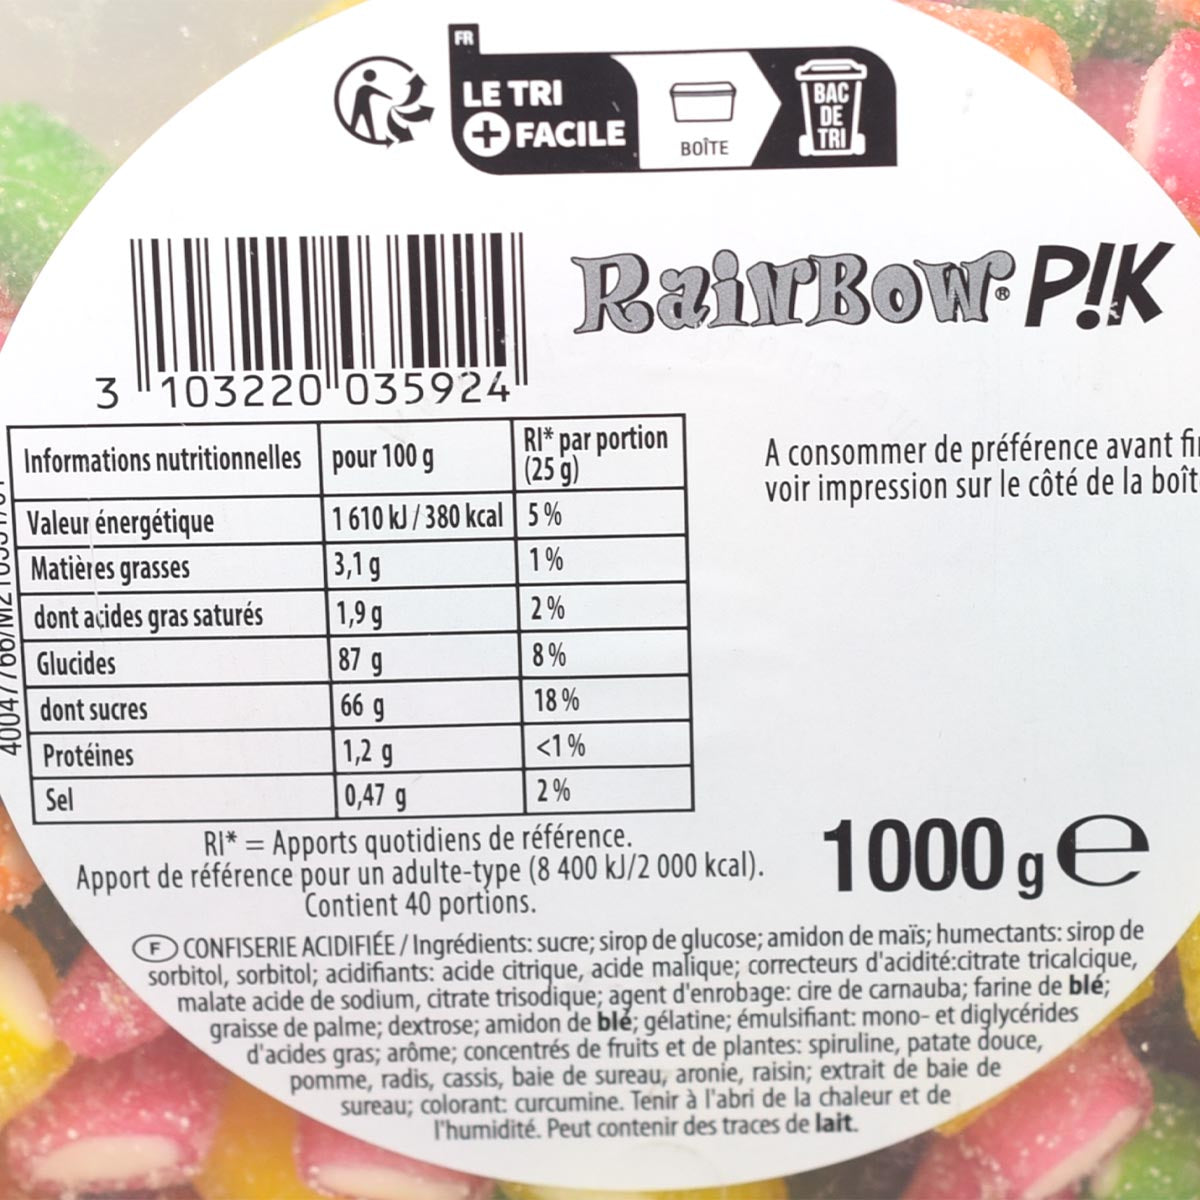 FR
LE TRI
+ FACILE
BOÎTE
BAC
DE
TRI
RainBow® P!K
3 103220 035924
A consommer de préférence avant
voir impression sur le côté de la
Informations nutritionnelles pour 100 g RI* par portion (25 g)
Valeur énergétique 1 610 kJ / 380 kcal 5 %
Matières grasses 3,1 g 1 %
dont acides gras saturés 1,9 g 2 %
Glucides 87 g 8 %
dont sucres 66 g 18 %
Protéines 1,2 g <1 %
Sel 0,47 g 2 %
RI* = Apports quotidiens de référence.
Apport de référence pour un adulte-type (8 400 kJ/2 000 kcal).
Contient 40 portions.
1000 g e
F CONFISERIE ACIDIFIÉE / Ingrédients: sucre; sirop de glucose; amidon de maïs; humectants: sirop de
sorbitol, sorbitol; acidifiants: acide citrique, acide malique; correcteurs d'acidité:citrate tricalcique,
malate acide de sodium, citrate trisodique; agent d'enrobage: cire de carnauba; farine de blé;
graisse de palme; dextrose; amidon de blé; gélatine; émulsifiant: mono- et diglycérides
d'acides gras; arôme; concentrés de fruits et de plantes: spiruline, patate douce,
pomme, radis, cassis, baie de sureau, aronie, raisin; extrait de baie de
sureau; colorant: curcumine. Tenir à l'abri de la chaleur et de
l'humidité. Peut contenir des traces de lait.